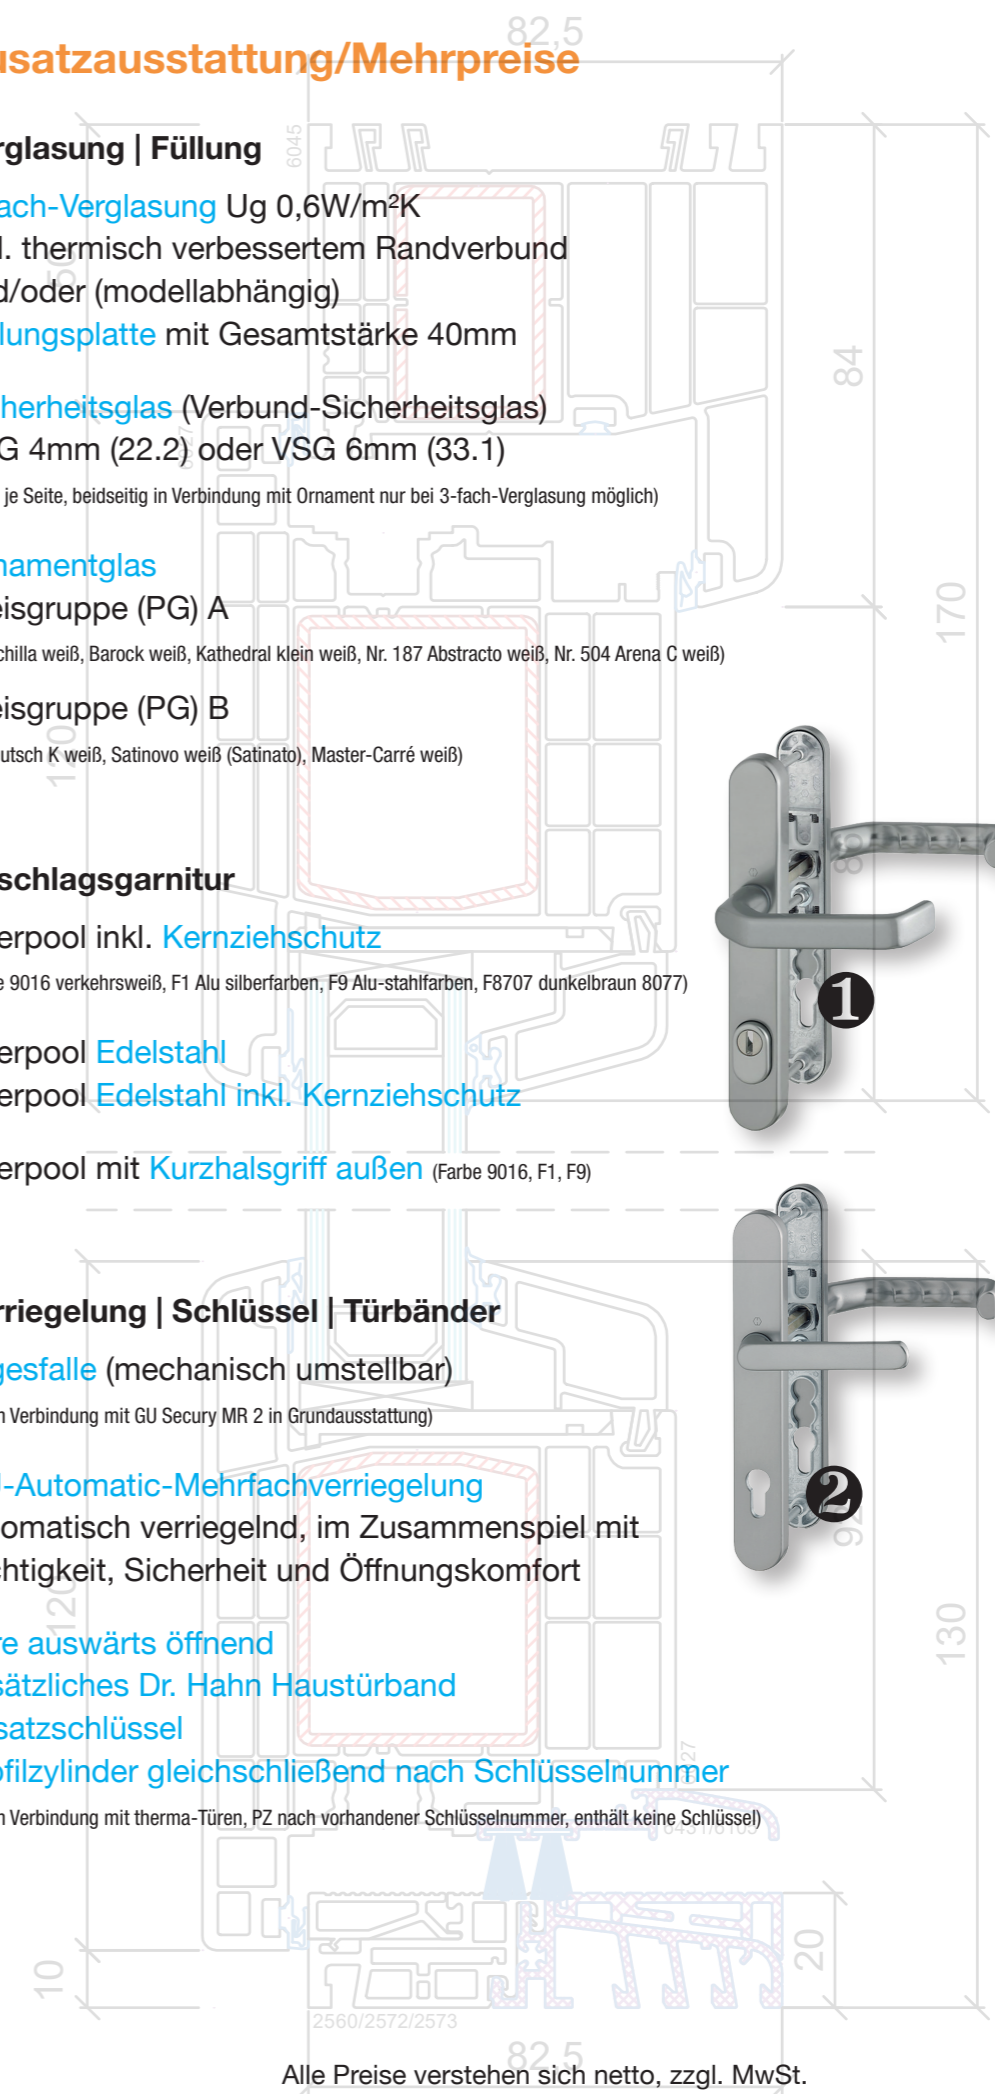 82,5
usatzausstattung/Mehrpreise
rglasung | Füllung
6045
ach-Verglasung Ug 0,6W/m²K
l. thermisch verbessertem Randverbund
d/oder (modellabhängig)
lungsplatte mit Gesamtstärke 40mm
84
herheitsglas (Verbund-Sicherheitsglas)
G 4mm (22.2) oder VSG 6mm (33.1)
je Seite, beidseitig in Verbindung mit Ornament nur bei 3-fach-Verglasung möglich)
namentglas
eisgruppe (PG) A
170
chilla weiß, Barock weiß, Kathedral klein weiß, Nr. 187 Abstracto weiß, Nr. 504 Arena C weiß)
eisgruppe (PG) B
utsch K weiß, Satinovo weiß (Satinato), Master-Carré weiß)
120
schlagsgarnitur
erpool inkl. Kernziehschutz
e 9016 verkehrsweiß, F1 Alu silberfarben, F9 Alu-stahlfarben, F8707 dunkelbraun 8077)
1
erpool Edelstahl
erpool Edelstahl inkl. Kernziehschutz
erpool mit Kurzhalsgriff außen (Farbe 9016, F1, F9)
rriegelung | Schlüssel | Türbänder
gesfalle (mechanisch umstellbar)
n Verbindung mit GU Secury MR 2 in Grundausstattung)
-Automatic-Mehrfachverriegelung
2
omatisch verriegelnd, im Zusammenspiel mit
chtigkeit, Sicherheit und Öffnungskomfort
120
130
re auswärts öffnend
sätzliches Dr. Hahn Haustürband
satzschlüssel
ofilzylinder gleichschließend nach Schlüsselnummer
n Verbindung mit therma-Türen, PZ nach vorhandener Schlüsselnummer, enthält keine Schlüssel)
20
10
2560/2572/2573
82,5
Alle Preise verstehen sich netto, zzgl. MwSt.